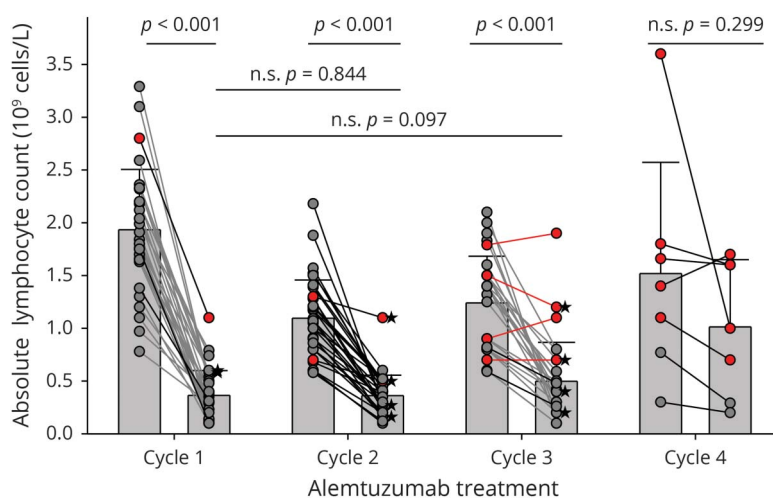 p < 0.001 p < 0.001 p < 0.001 n.s. p = 0.299
n.s. p = 0.844
n.s. p = 0.097
Absolute lymphocyte count (10⁹ cells/L)
3.5
3.0
2.5
2.0
1.5
1.0
0.5
0.0
Cycle 1 Cycle 2 Cycle 3 Cycle 4
Alemtuzumab treatment